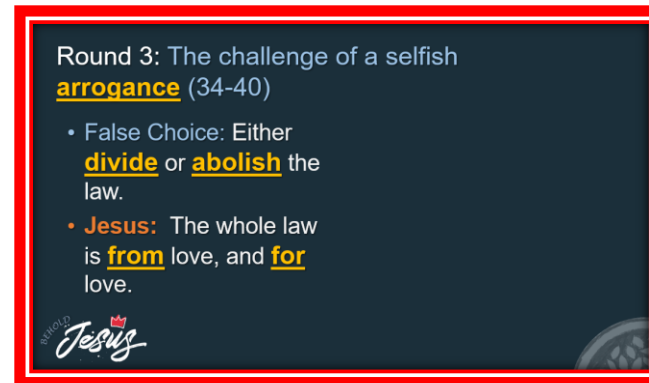 Round 3: The challenge of a selfish
arrogance (34-40)
• False Choice: Either
divide or abolish the
law.
• Jesus: The whole law
is from love, and for
love.
BEHOLD
Jesus